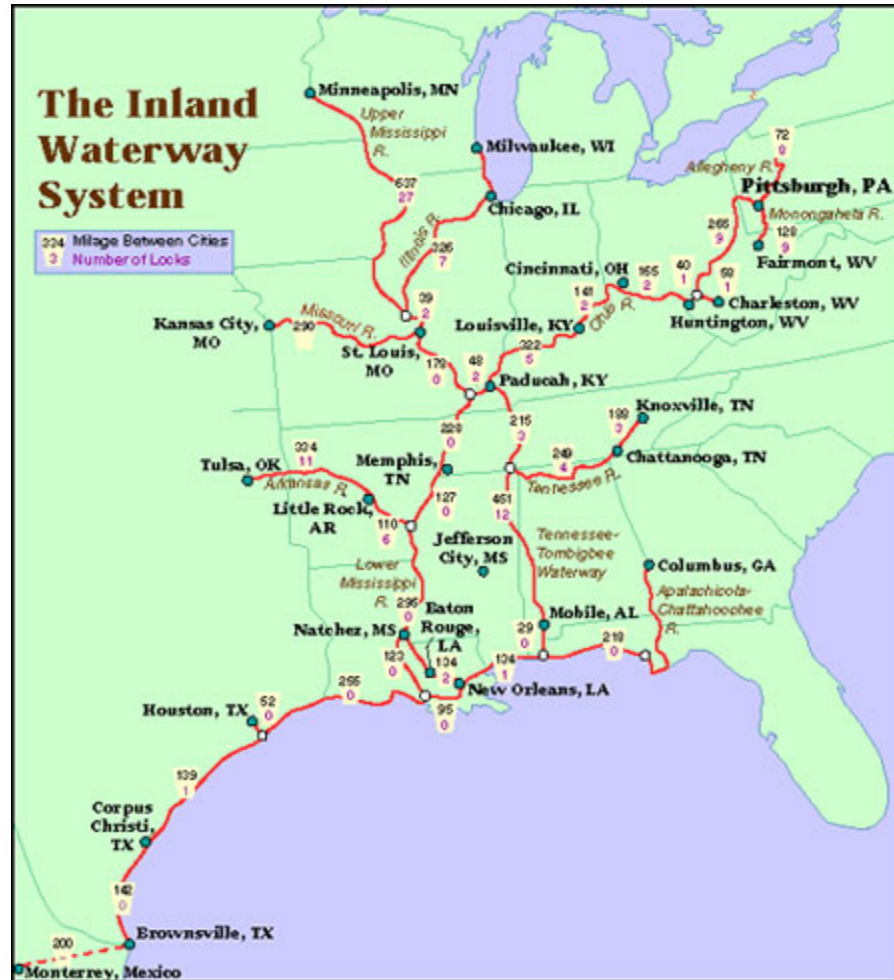 The Inland
Waterway
System
334 Milage Between Cities
3 Number of Locks
Minneapolis, MN
Upper
Mississippi
R.
637
27
Milwaukee, WI
Chicago, IL
Illinois R.
326
7
39
2
72
Allegheny R.
Pittsburgh, PA
Monongahela R.
128
9
Fairmont, WV
265
9
Cincinnati, OH
165
2
40
1
1
Charleston, WV
Huntington, WV
141
2
Ohio R.
Louisville, KY
322
5
Kansas City,
MO
Missouri R.
St. Louis,
MO
0
48
2
Paducah, KY
228
0
215
3
Knoxville, TN
3
Chattanooga, TN
249
4
Tennessee R.
334
11
Tulsa, OK
Arkansas R.
Memphis,
TN
127
0
Little Rock,
AR
110
6
451
12
Jefferson
City, MS
Tennessee-
Tombigbee
Waterway
Columbus, GA
Apalachicola-
Chattahoochee
R.
Lower
Mississippi
R.
295
0
Natchez, MS
Baton
Rouge,
LA
Mobile, AL
29
0
218
0
123
0
2
134
1
New Orleans, LA
95
0
0
Houston, TX
52
0
139
1
Corpus
Christi,
TX
142
0
Brownsville, TX
200
Monterrey, Mexico